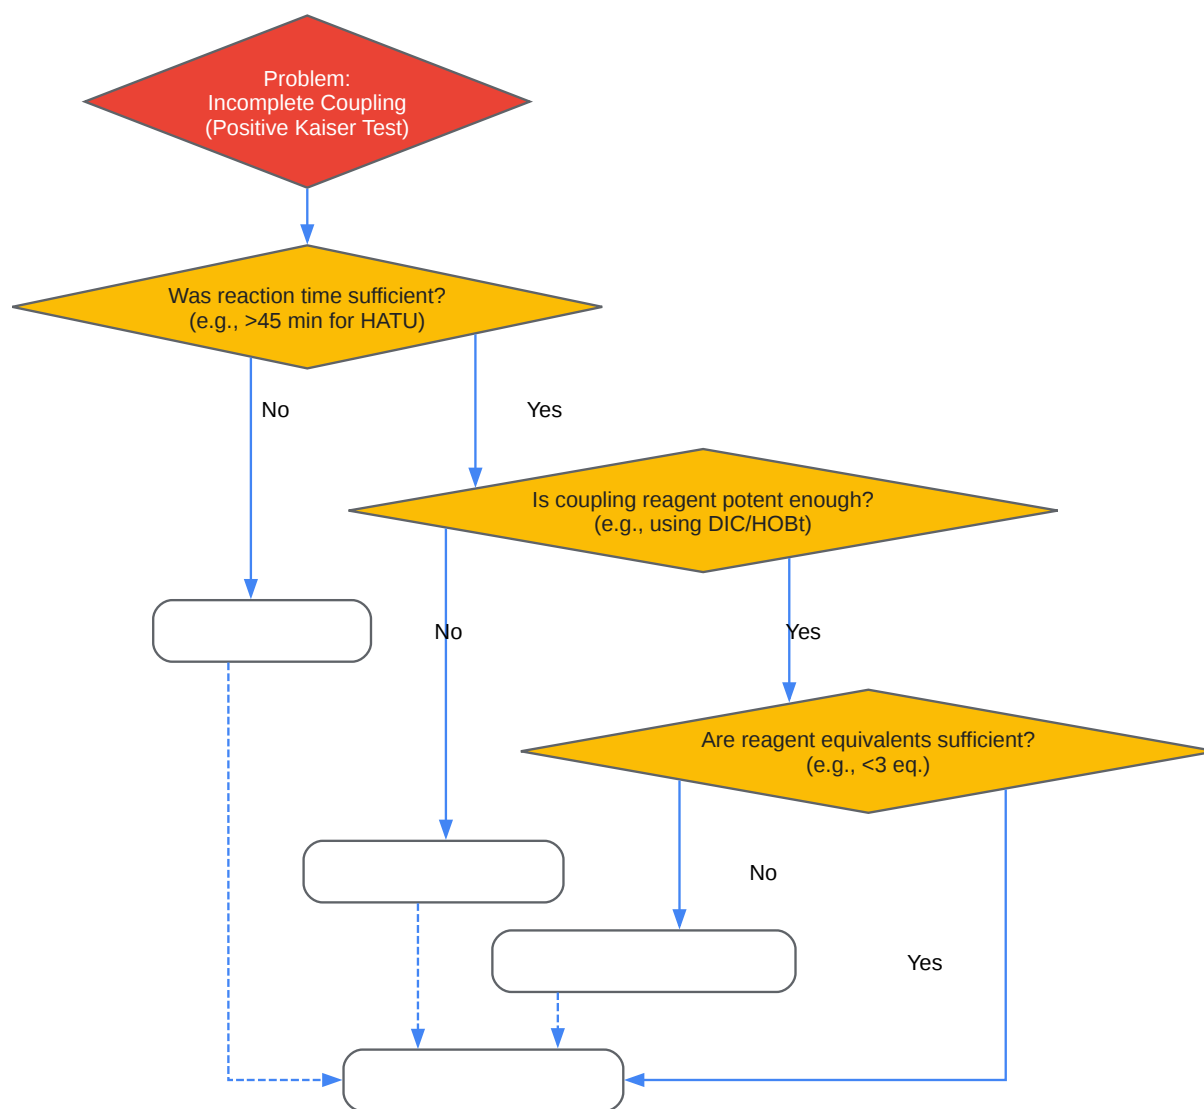 Problem:
Incomplete Coupling
(Positive Kaiser Test)
Was reaction time sufficient?
(e.g., >45 min for HATU)
No
Yes
Is coupling reagent potent enough?
(e.g., using DIC/HOBt)
No
Yes
Are reagent equivalents sufficient?
(e.g., <3 eq.)
No
Yes